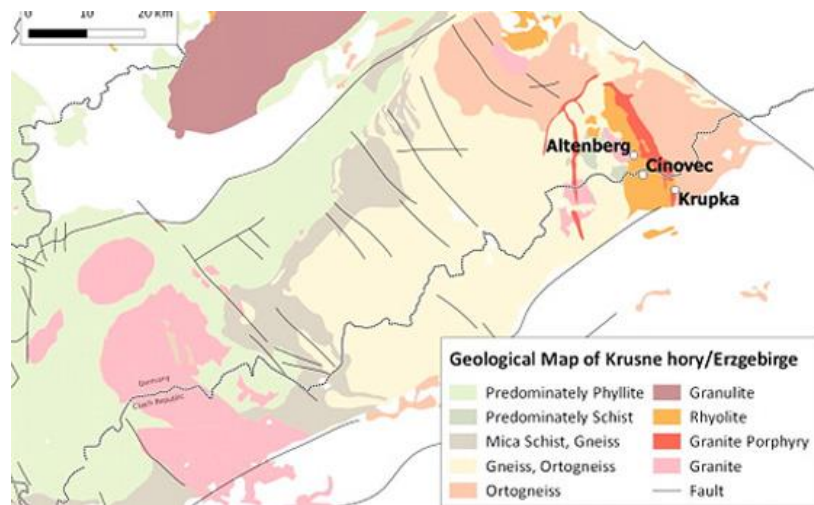 0 10 20 km
Altenberg
Cinovec
Krupka
Germany
Czech Republic
Geological Map of Krusne hory/Erzgebirge
Predominately Phyllite
Granulite
Predominately Schist
Rhyolite
Mica Schist, Gneiss
Granite Porphyry
Gneiss, Ortogneiss
Granite
Ortogneiss
Fault